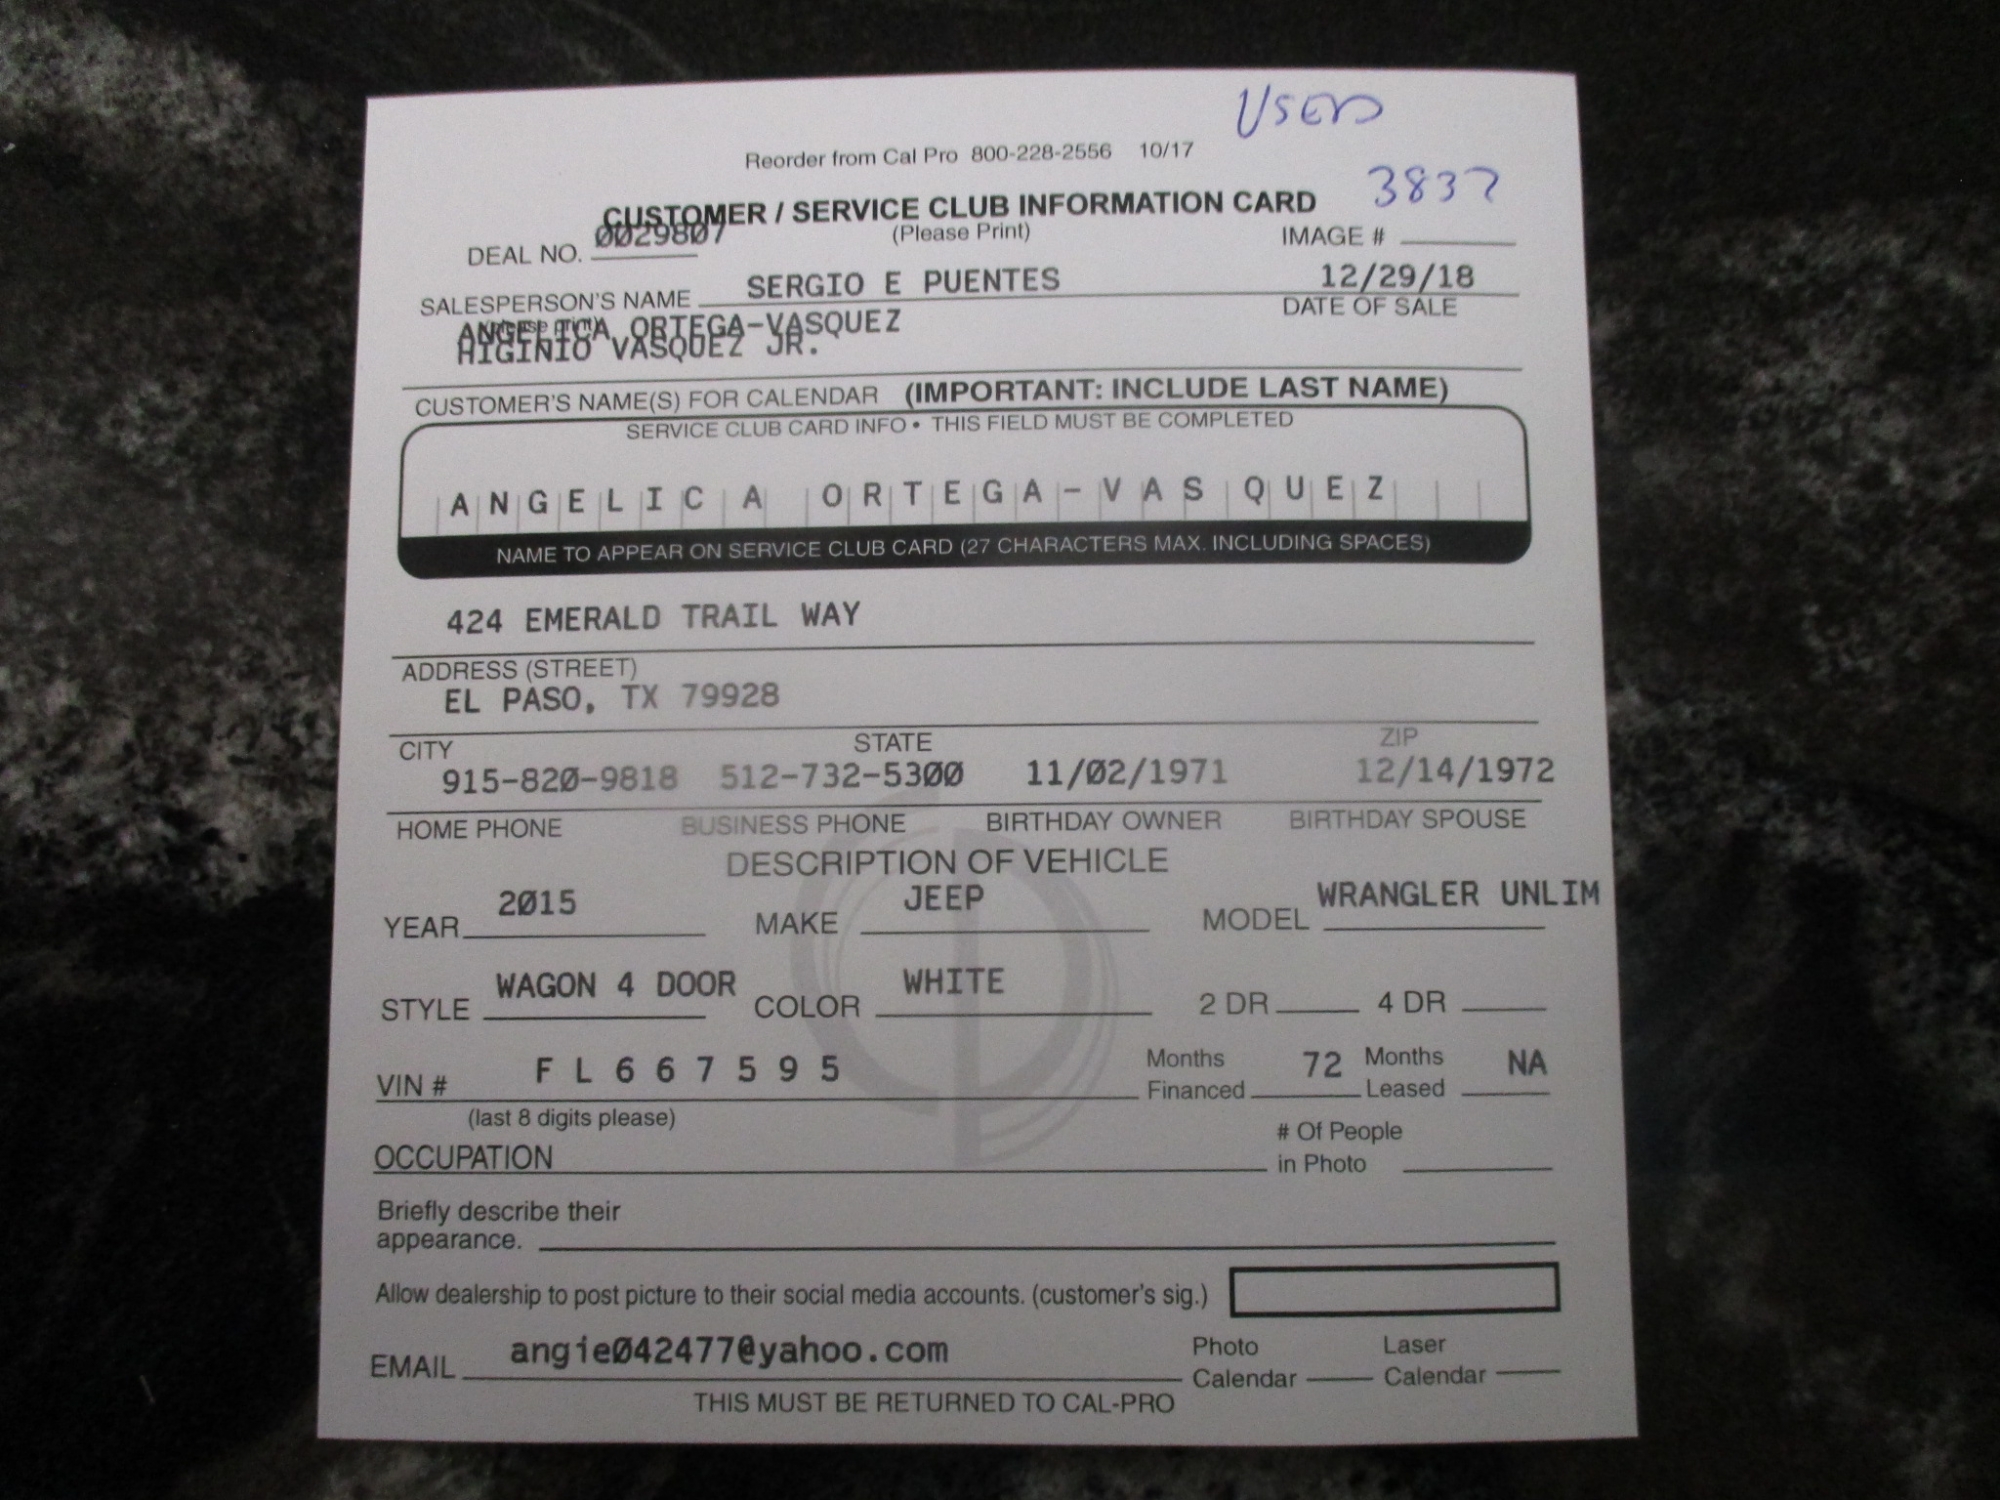 USED
Reorder from Cal Pro 800-228-2556 10/17
3837
CUSTOMER / SERVICE CLUB INFORMATION CARD
DEAL NO. 0029807 (Please Print) IMAGE #
SALESPERSON'S NAME SERGIO E PUENTES 12/29/18
(please print) DATE OF SALE
ANGELICA ORTEGA-VASQUEZ
HIGINIO VASQUEZ JR.
CUSTOMER'S NAME(S) FOR CALENDAR (IMPORTANT: INCLUDE LAST NAME)
SERVICE CLUB CARD INFO • THIS FIELD MUST BE COMPLETED
ANGELICA ORTEGA-VASQUEZ
NAME TO APPEAR ON SERVICE CLUB CARD (27 CHARACTERS MAX. INCLUDING SPACES)
424 EMERALD TRAIL WAY
ADDRESS (STREET)
EL PASO, TX 79928
CITY STATE ZIP
915-820-9818 512-732-5300 11/02/1971 12/14/1972
HOME PHONE BUSINESS PHONE BIRTHDAY OWNER BIRTHDAY SPOUSE
DESCRIPTION OF VEHICLE
YEAR 2015 MAKE JEEP MODEL WRANGLER UNLIM
STYLE WAGON 4 DOOR COLOR WHITE 2 DR 4 DR
VIN # F L 6 6 7 5 9 5 Months Financed 72 Months Leased NA
(last 8 digits please)
OCCUPATION # Of People in Photo
Briefly describe their
appearance.
Allow dealership to post picture to their social media accounts. (customer's sig.)
EMAIL angie042477@yahoo.com Photo Calendar Laser Calendar
THIS MUST BE RETURNED TO CAL-PRO